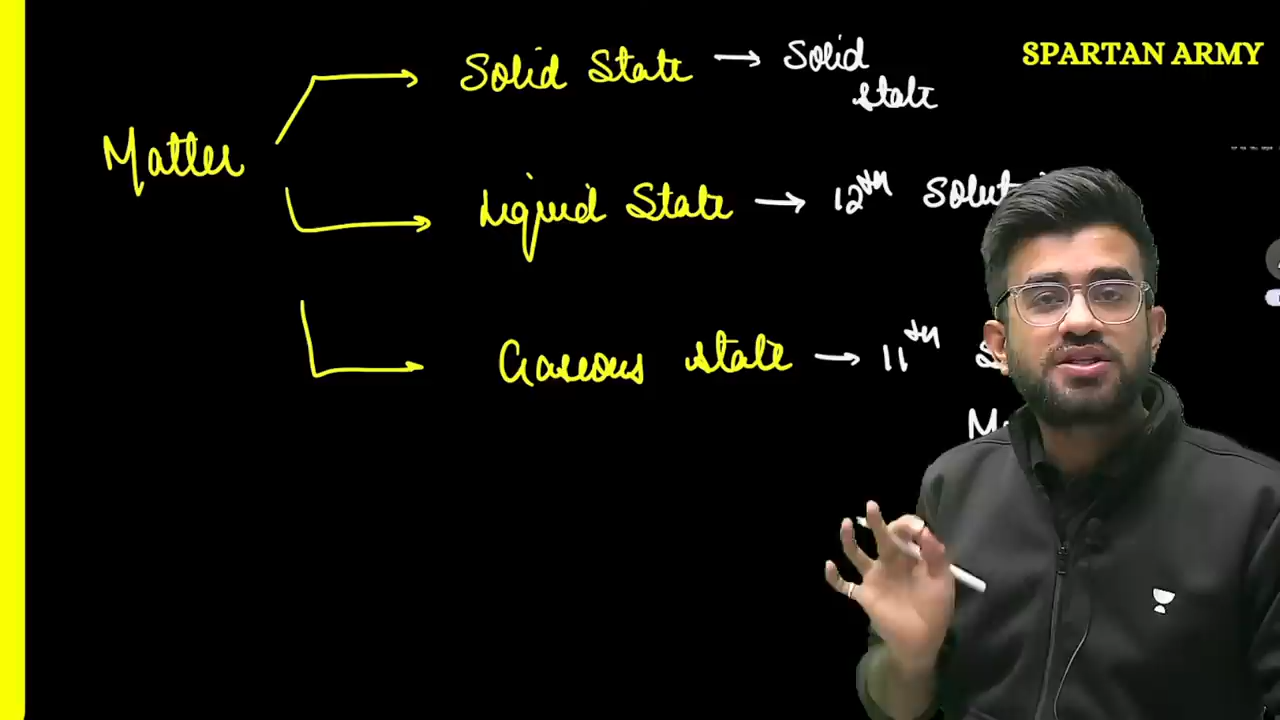 SPARTAN ARMY
Solid State → Solid
State
Matter
Liquid State → 12th
Gaseous State → 11th